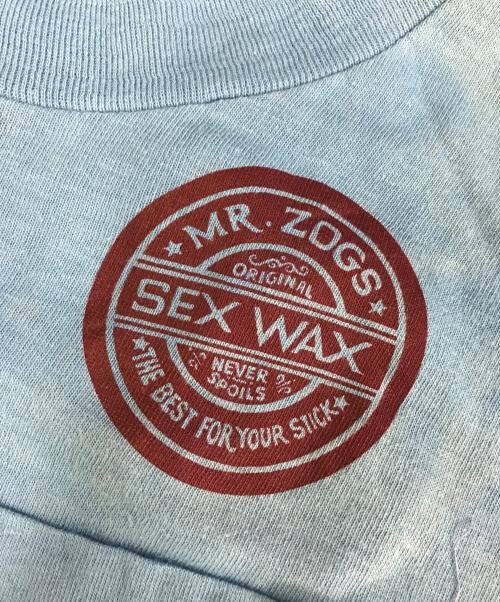 MR. ZOGS
ORIGINAL
SEX WAX
NEVER
SPOILS
THE BEST FOR YOUR STICK